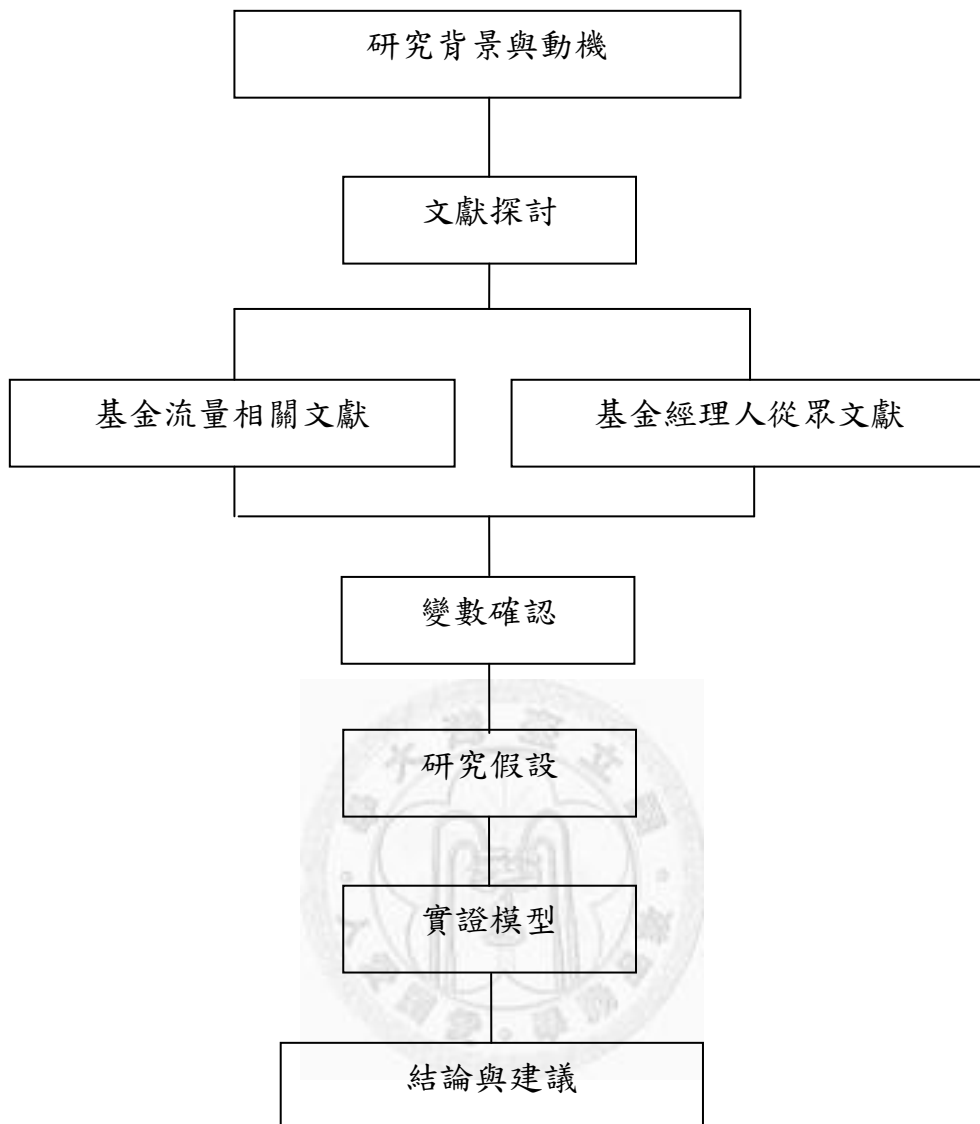 研究背景與動機
文獻探討
基金流量相關文獻
基金經理人從眾文獻
變數確認
研究假設
實證模型
結論與建議